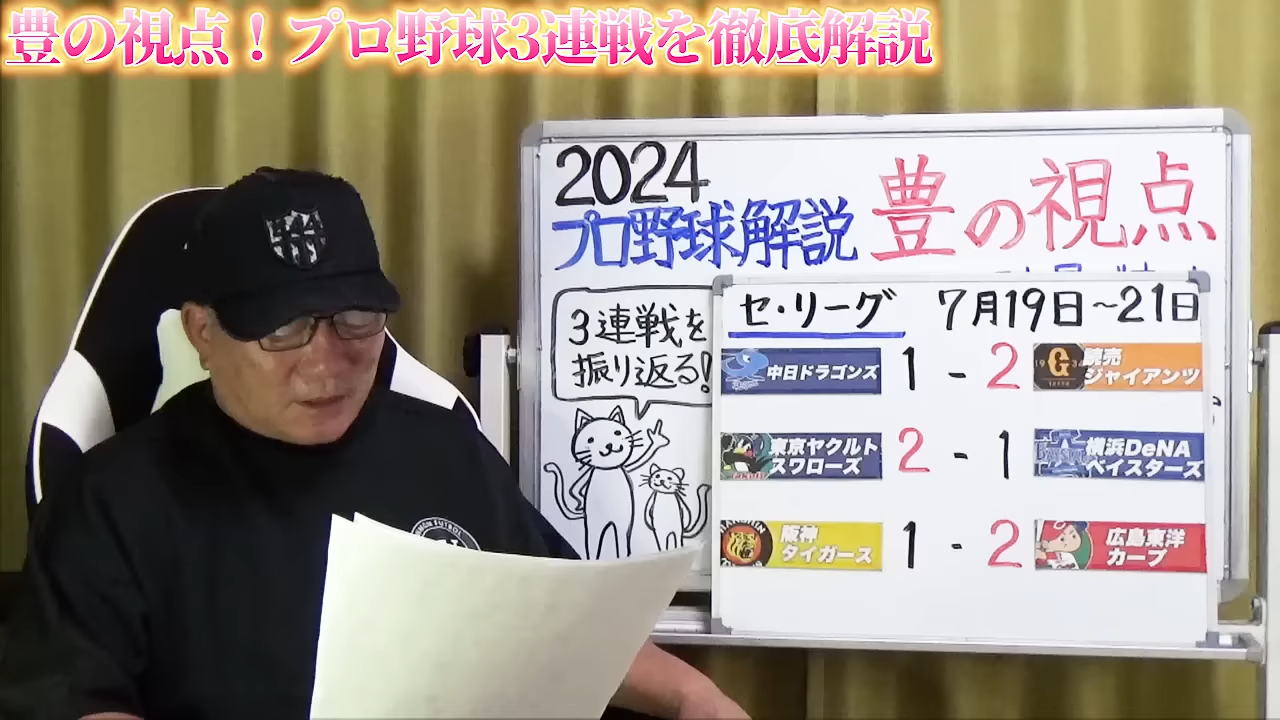 豊の視点！プロ野球3連戦を徹底解説
2024
プロ野球解説 豊の視点
3連戦を
振り返る!
セ・リーグ 7月19日~21日
中日ドラゴンズ 1 - 2 読売
ジャイアンツ
東京ヤクルト
スワローズ 2 - 1 横浜DeNA
ベイスターズ
阪神
タイガース 1 - 2 広島東洋
カープ